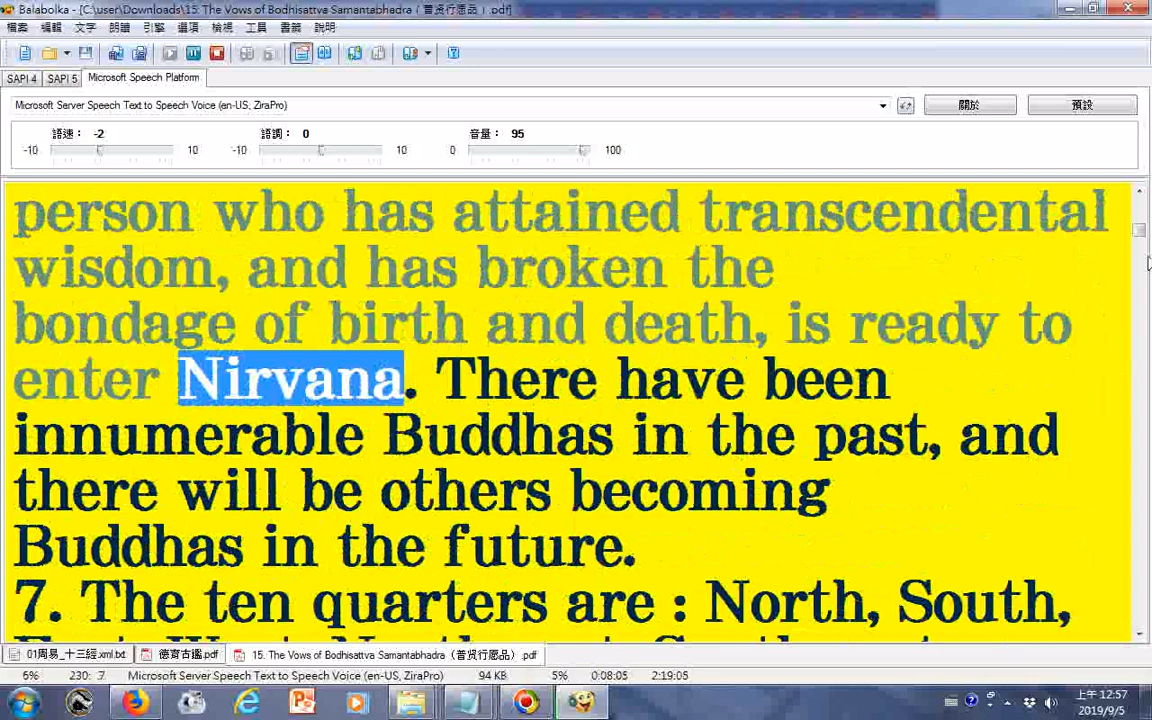 Balabolka - [C:\user\Downloads\15. The Vows of Bodhisattva Samantabhadra (普贤行愿品).pdf]
檔案 編輯 文字 朗讀 引擎 選項 檢視 工具 書籤 說明
SAPI 4 SAPI 5 Microsoft Speech Platform
Microsoft Server Speech Text to Speech Voice (en-US, ZiraPro) 關於 預設
語速： -2 語調： 0 音量： 95
-10 10 -10 10 0 100
person who has attained transcendental
wisdom, and has broken the
bondage of birth and death, is ready to
enter Nirvana. There have been
innumerable Buddhas in the past, and
there will be others becoming
Buddhas in the future.
7. The ten quarters are : North, South,
01周易_十三經.xml.txt 德育古鑑.pdf 15. The Vows of Bodhisattva Samantabhadra (普贤行愿品) .pdf
6% 230: 7 Microsoft Server Speech Text to Speech Voice (en-US, ZiraPro) 94 KB 5% 0:08:05 2:19:05
上午 12:57
2019/9/5